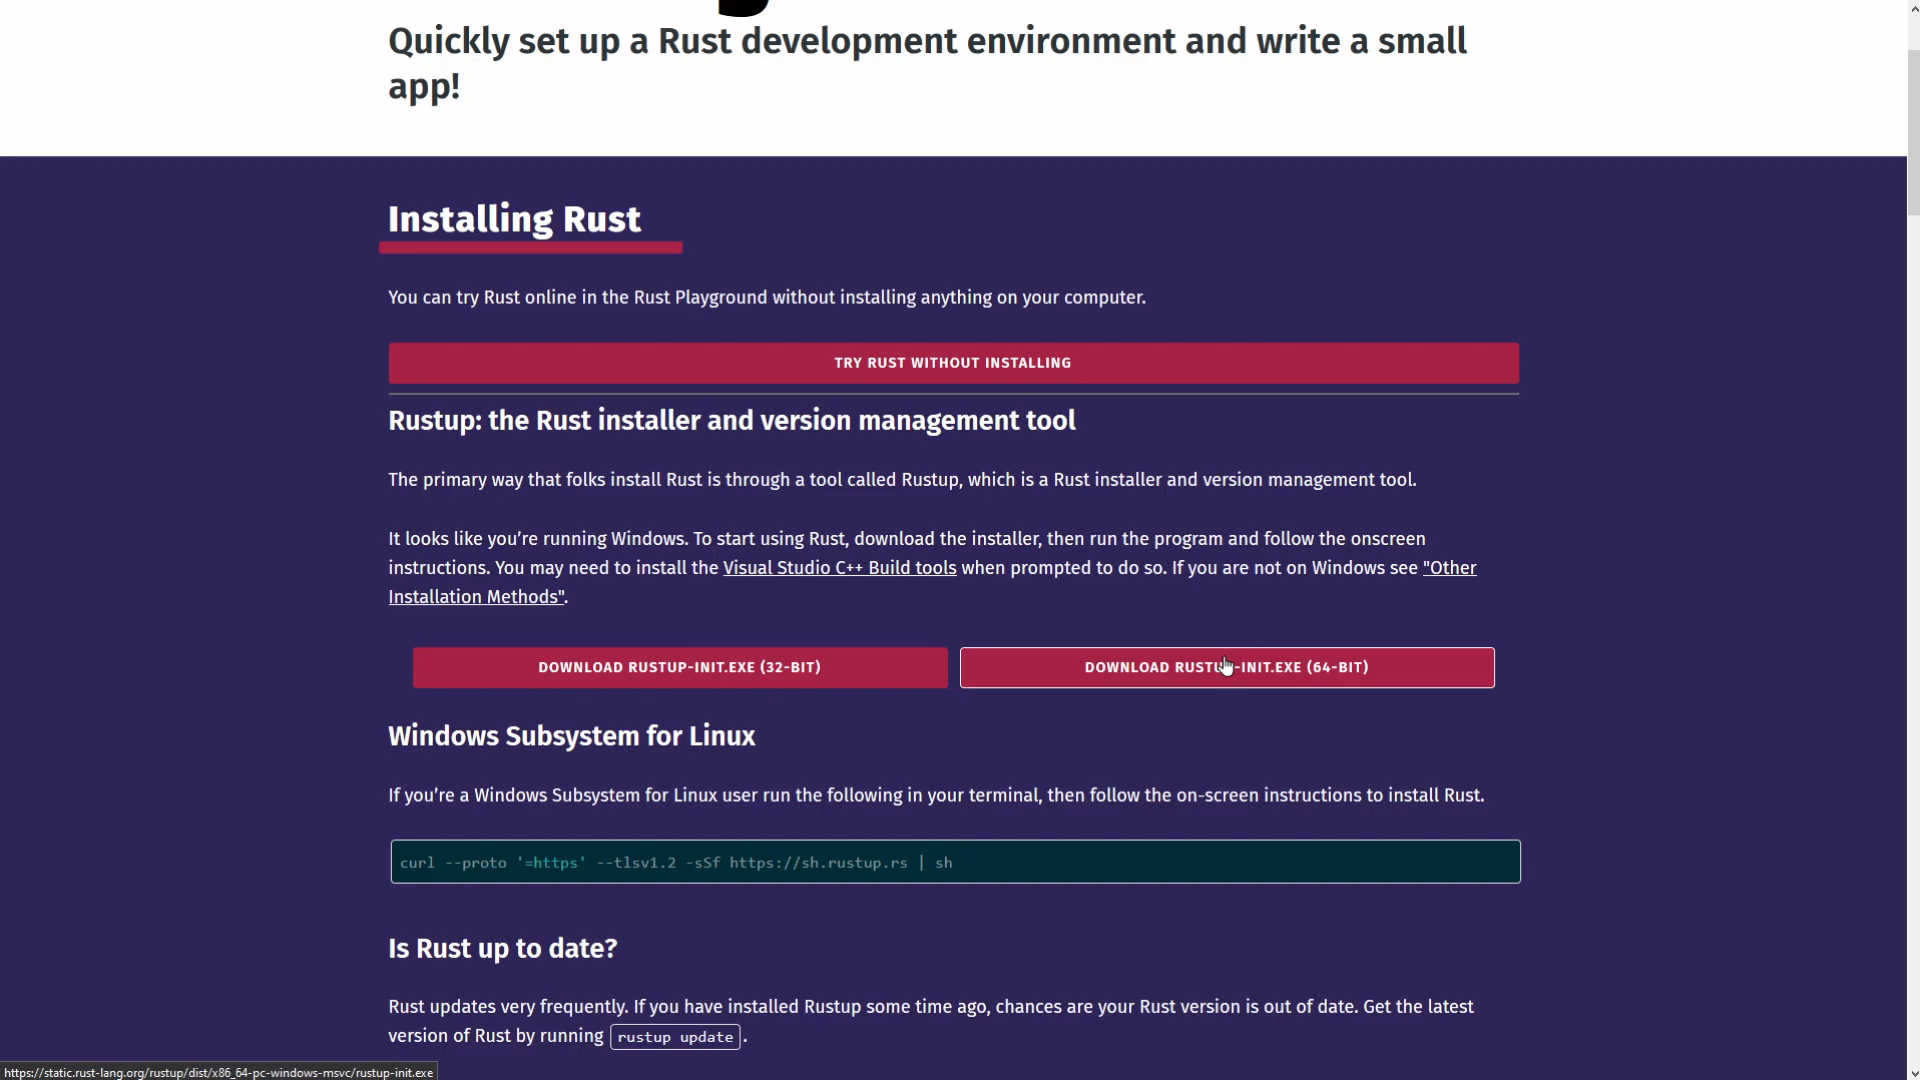 Quickly set up a Rust development environment and write a small
app!
Installing Rust
You can try Rust online in the Rust Playground without installing anything on your computer.
TRY RUST WITHOUT INSTALLING
Rustup: the Rust installer and version management tool
The primary way that folks install Rust is through a tool called Rustup, which is a Rust installer and version management tool.
It looks like you’re running Windows. To start using Rust, download the installer, then run the program and follow the onscreen
instructions. You may need to install the Visual Studio C++ Build tools when prompted to do so. If you are not on Windows see "Other
Installation Methods".
DOWNLOAD RUSTUP-INIT.EXE (32-BIT)
DOWNLOAD RUSTUP-INIT.EXE (64-BIT)
Windows Subsystem for Linux
If you’re a Windows Subsystem for Linux user run the following in your terminal, then follow the on-screen instructions to install Rust.
curl --proto '=https' --tlsv1.2 -sSf https://sh.rustup.rs | sh
Is Rust up to date?
Rust updates very frequently. If you have installed Rustup some time ago, chances are your Rust version is out of date. Get the latest
version of Rust by running rustup update.
https://static.rust-lang.org/rustup/dist/x86_64-pc-windows-msvc/rustup-init.exe